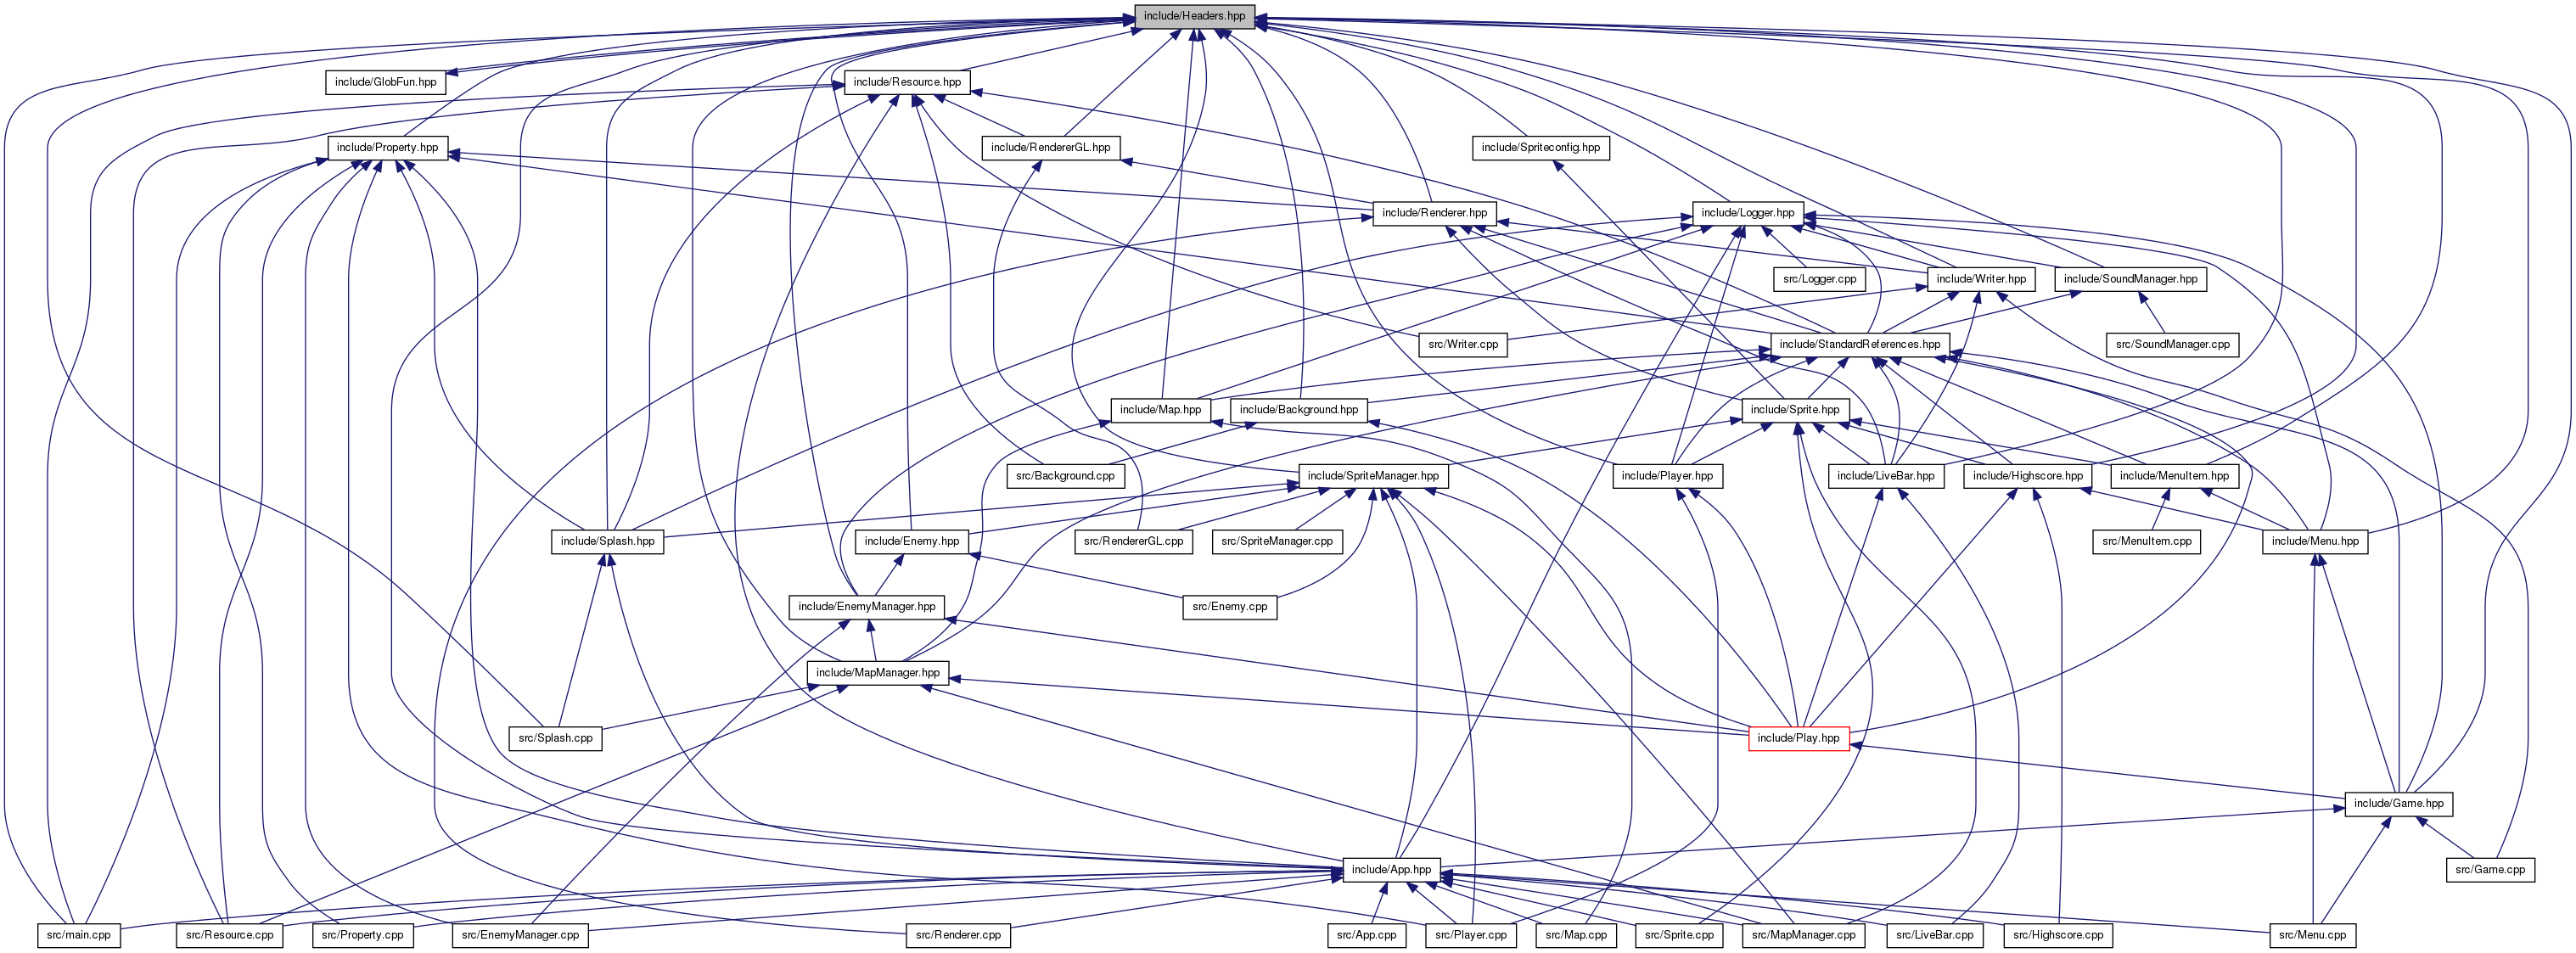 include/Headers.hpp
include/GlobFun.hpp
include/Resource.hpp
include/Property.hpp
include/RendererGL.hpp
include/Spriteconfig.hpp
include/Renderer.hpp
include/Logger.hpp
src/Logger.cpp
include/Writer.hpp
include/SoundManager.hpp
src/Writer.cpp
include/StandardReferences.hpp
src/SoundManager.cpp
include/Map.hpp
include/Background.hpp
include/Sprite.hpp
src/Background.cpp
include/SpriteManager.hpp
include/Player.hpp
include/LiveBar.hpp
include/Highscore.hpp
include/MenuItem.hpp
include/Splash.hpp
include/Enemy.hpp
src/RendererGL.cpp
src/SpriteManager.cpp
src/MenuItem.cpp
include/Menu.hpp
include/EnemyManager.hpp
src/Enemy.cpp
include/MapManager.hpp
src/Splash.cpp
include/Play.hpp
include/Game.hpp
include/App.hpp
src/Game.cpp
src/main.cpp
src/Resource.cpp
src/Property.cpp
src/EnemyManager.cpp
src/Renderer.cpp
src/App.cpp
src/Player.cpp
src/Map.cpp
src/Sprite.cpp
src/MapManager.cpp
src/LiveBar.cpp
src/Highscore.cpp
src/Menu.cpp